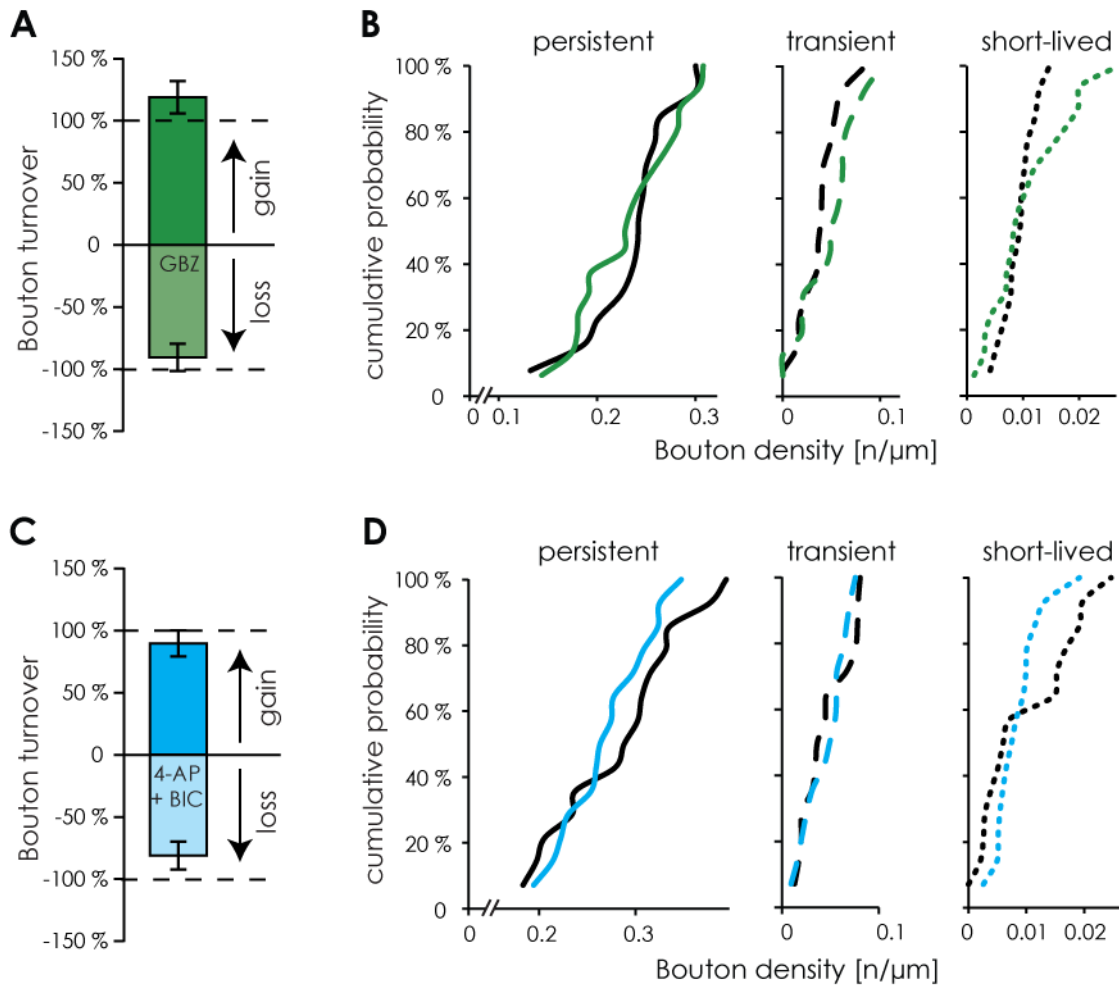 A
150 %
100 %
50 %
0
-50 %
-100 %
-150 %
Bouton turnover
gain
loss
GBZ
B
persistent
transient
short-lived
100 %
80 %
60 %
40 %
20 %
0
cumulative probability
0
0.1
0.2
0.3
0
0.1
0
0.01
0.02
Bouton density [n/µm]
C
150 %
100 %
50 %
0
-50 %
-100 %
-150 %
Bouton turnover
gain
loss
4-AP
+ BIC
D
persistent
transient
short-lived
100 %
80 %
60 %
40 %
20 %
0
cumulative probability
0
0.2
0.3
0
0.1
0
0.01
0.02
Bouton density [n/µm]